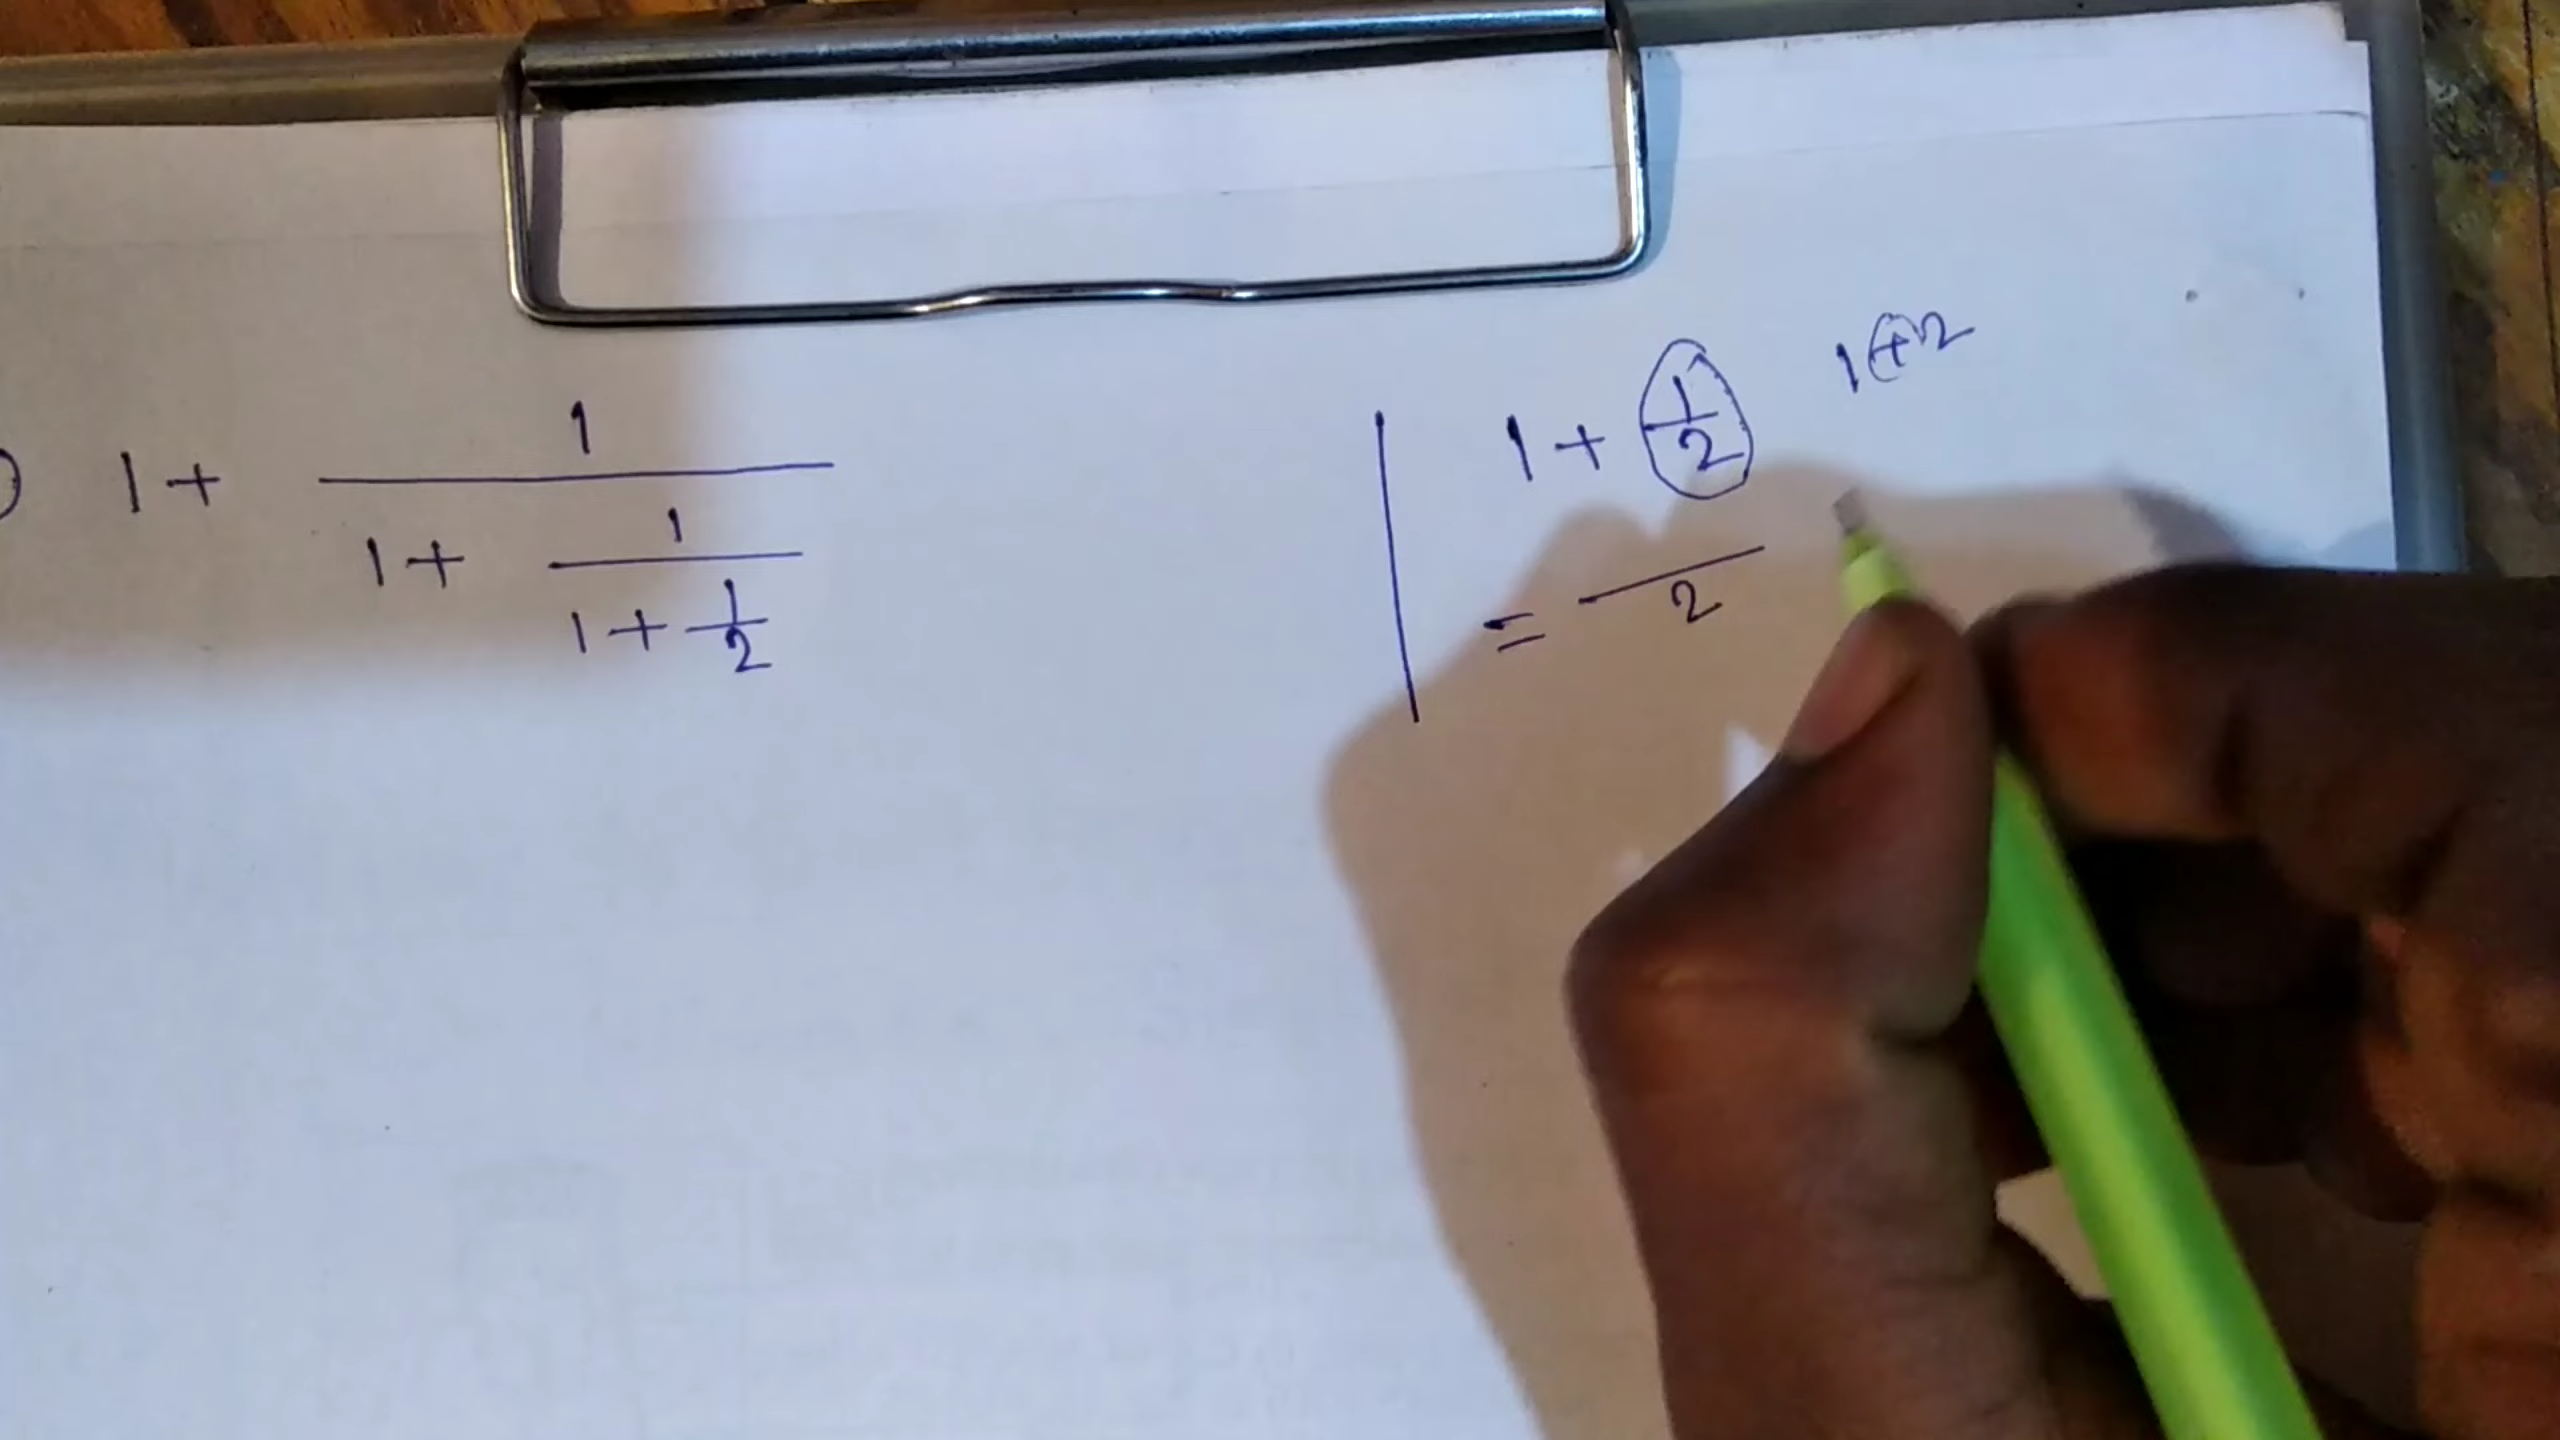 ) 1 + 1
1 + 1
1 + 1/2
1 + 1/2
1 + 2
= /2